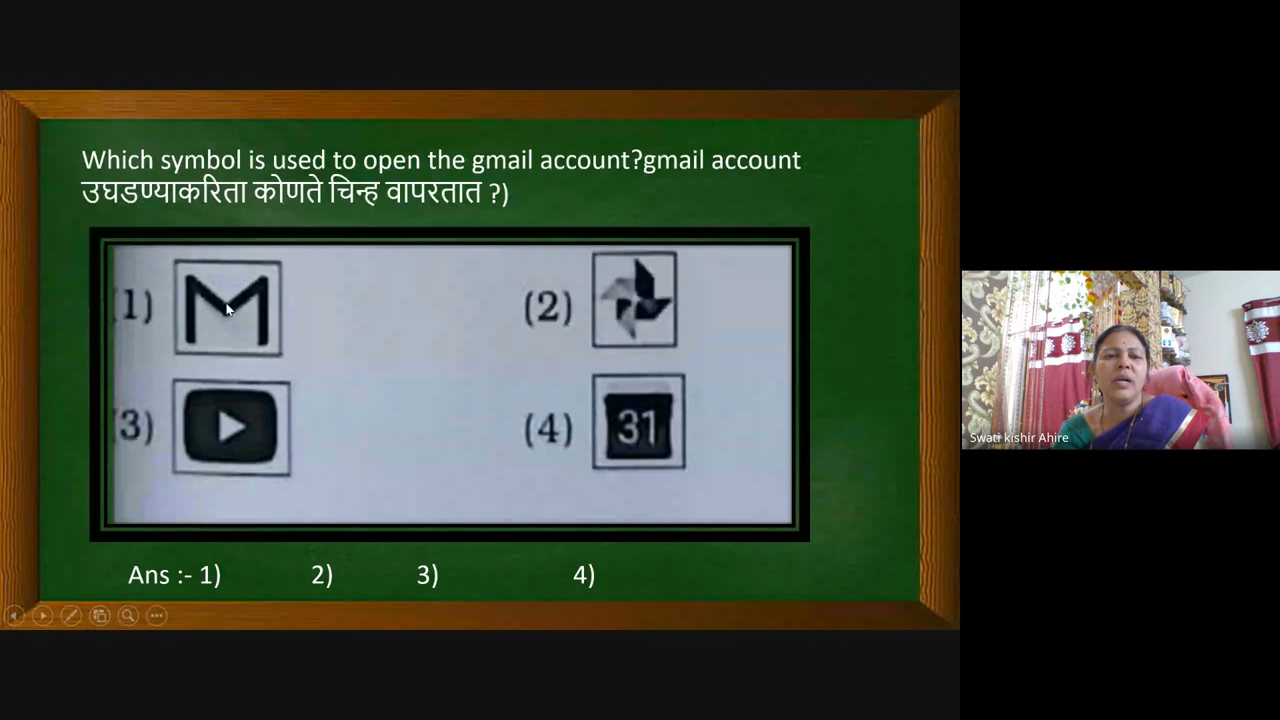 Which symbol is used to open the gmail account?gmail account
उघडण्याकरिता कोणते चिन्ह वापरतात ?)
1) M (2)
3) (4) 31
Ans :- 1) 2) 3) 4)
Swati kishir Ahire